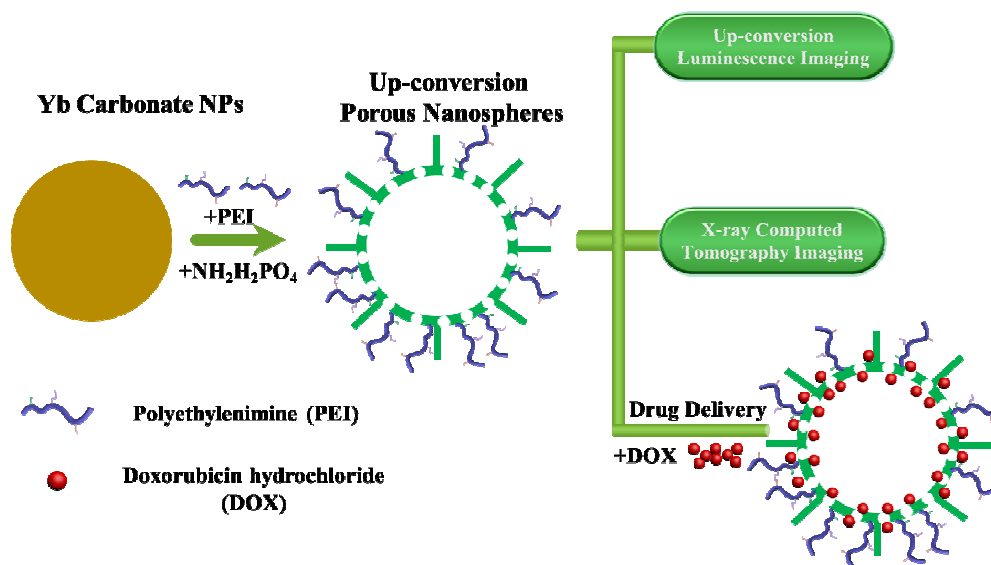 Yb Carbonate NPs
+PEI
+NH₂H₂PO₄
Up-conversion
Porous Nanospheres
Up-conversion
Luminescence Imaging
X-ray Computed
Tomography Imaging
Drug Delivery
+DOX
Polyethylenimine (PEI)
Doxorubicin hydrochloride
(DOX)